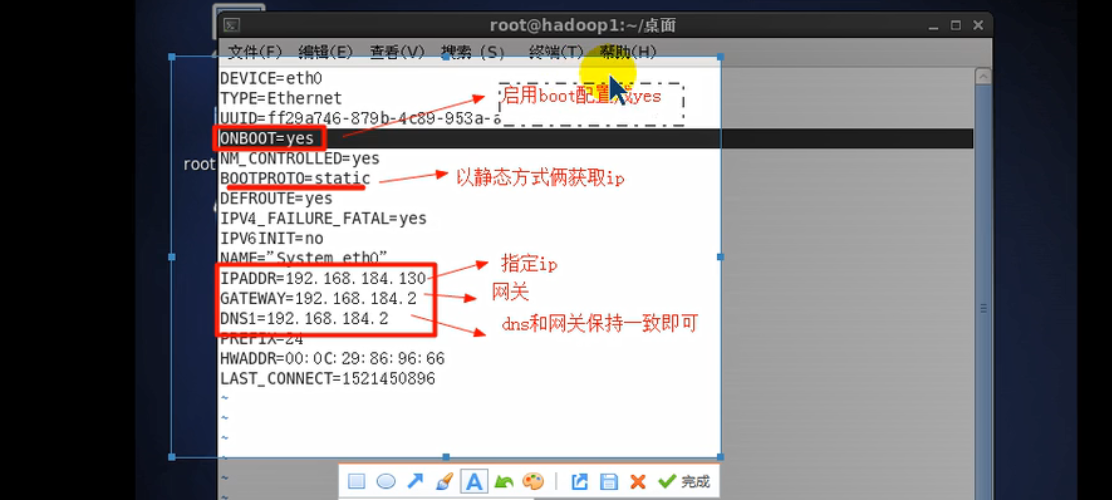 root@hadoop1:~/桌面
文件(F) 编辑(E) 查看(V) 搜索 (S) 终端(T) 帮助(H)
DEVICE=eth0
TYPE=Ethernet
启用boot配置成yes
UUID=ff29a746-879b-4c89-953a-a
ONBOOT=yes
root
NM_CONTROLLED=yes
BOOTPROTO=static
以静态方式俩获取ip
DEFROUTE=yes
IPV4_FAILURE_FATAL=yes
IPV6INIT=no
NAME="System eth0"
IPADDR=192.168.184.130
指定ip
GATEWAY=192.168.184.2
网关
DNS1=192.168.184.2
dns和网关保持一致即可
PREFIX=24
HWADDR=00:0C:29:86:96:66
LAST_CONNECT=1521450896
~
~
~
~
~
A
完成